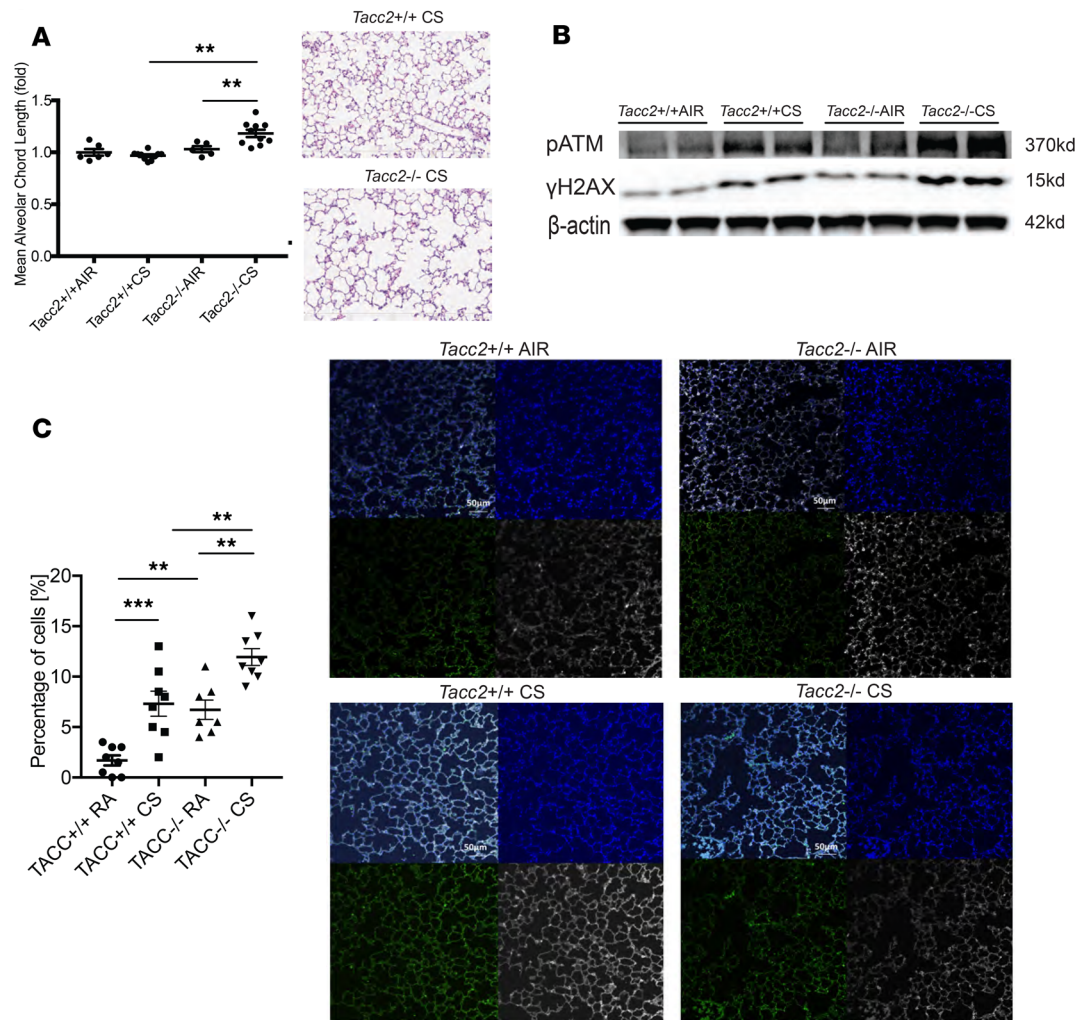 A
Mean Alveolar Chord Length (fold)
1.5
1.0
0.5
0.0
**
**
Tacc2+/+AIR
Tacc2+/+CS
Tacc2-/-AIR
Tacc2-/-CS
Tacc2+/+ CS
Tacc2-/- CS
B
Tacc2+/+AIR Tacc2+/+CS Tacc2-/-AIR Tacc2-/-CS
pATM 370kd
γH2AX 15kd
β-actin 42kd
C
Percentage of cells [%]
20
15
10
5
0
**
**
**
***
TACC+/+ RA
TACC+/+ CS
TACC-/- RA
TACC-/- CS
Tacc2+/+ AIR
50μm
Tacc2-/- AIR
50μm
Tacc2+/+ CS
50μm
Tacc2-/- CS
50μm